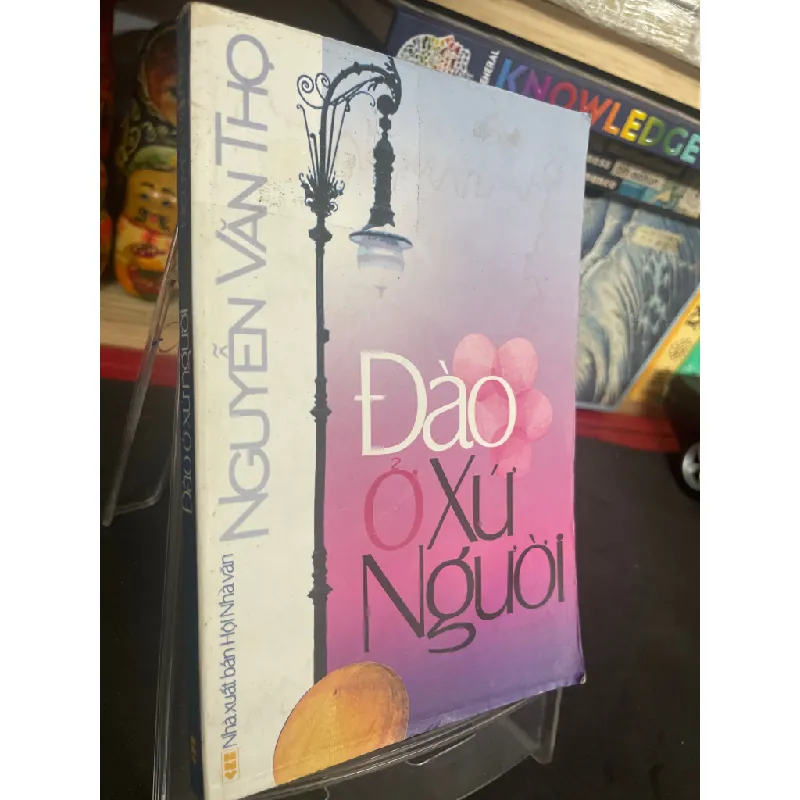 NGUYỄN VĂN THỌ
Đào
Ở Xứ
Người
Nhà xuất bản Hội Nhà văn
ĐÀO Ở XỨ NGƯỜI
KNOWLEDGE